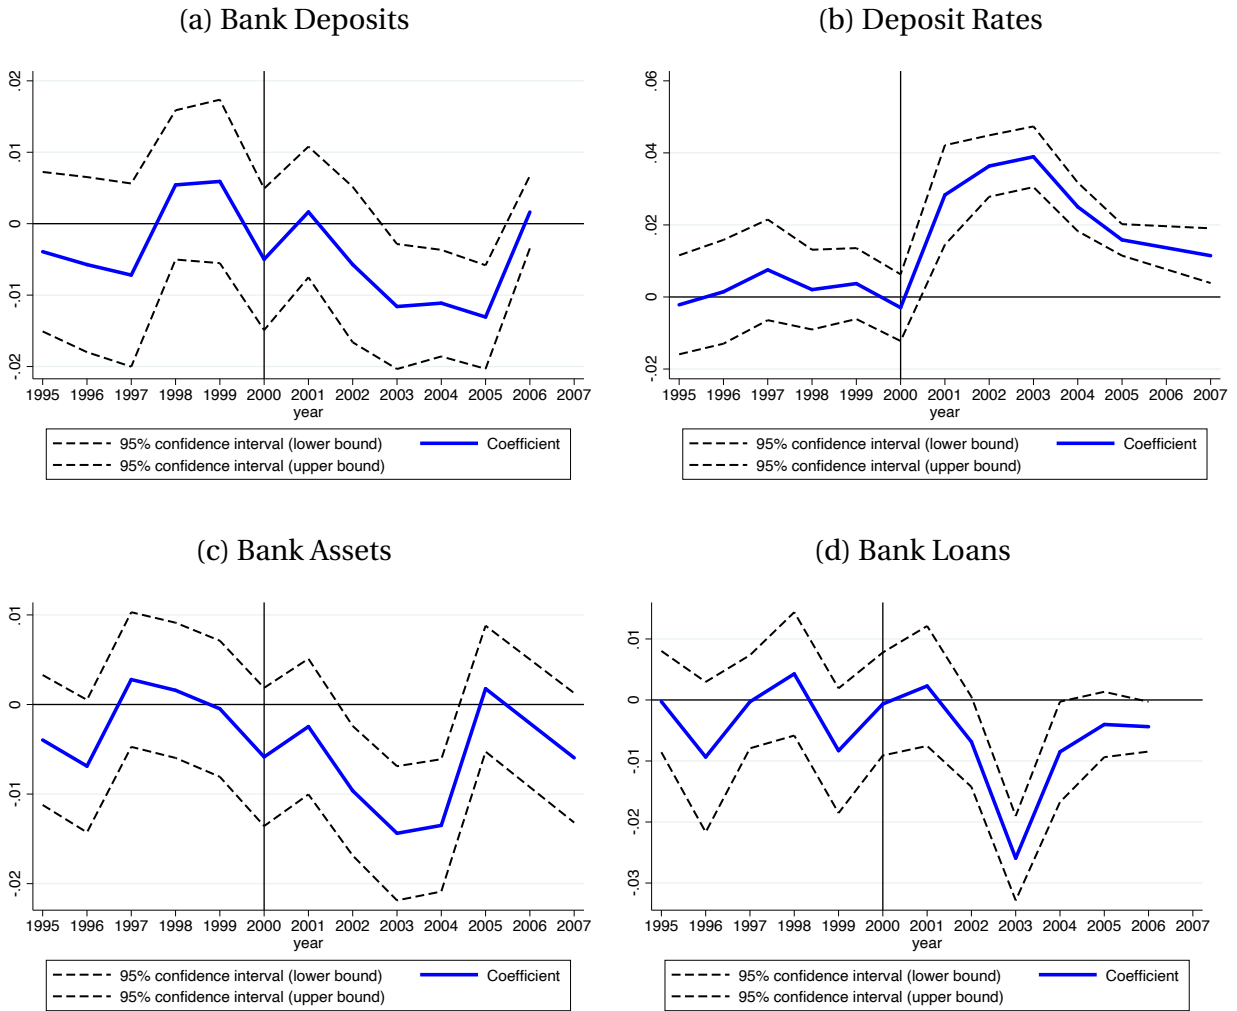 (a) Bank Deposits
.02
.01
0
-.01
-.02
1995 1996 1997 1998 1999 2000 2001 2002 2003 2004 2005 2006 2007
year
95% confidence interval (lower bound) Coefficient
95% confidence interval (upper bound)
(b) Deposit Rates
.06
.04
.02
0
-.02
1995 1996 1997 1998 1999 2000 2001 2002 2003 2004 2005 2006 2007
year
95% confidence interval (lower bound) Coefficient
95% confidence interval (upper bound)
(c) Bank Assets
.01
0
-.01
-.02
1995 1996 1997 1998 1999 2000 2001 2002 2003 2004 2005 2006 2007
year
95% confidence interval (lower bound) Coefficient
95% confidence interval (upper bound)
(d) Bank Loans
.01
0
-.01
-.02
-.03
1995 1996 1997 1998 1999 2000 2001 2002 2003 2004 2005 2006 2007
year
95% confidence interval (lower bound) Coefficient
95% confidence interval (upper bound)